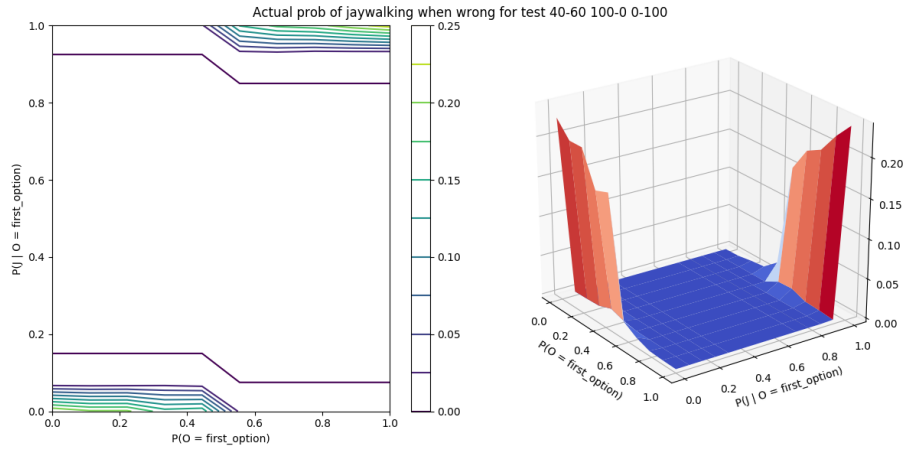 Actual prob of jaywalking when wrong for test 40-60 100-0 0-100
1.0
0.8
0.6
0.4
0.2
0.0
P(J | O = first_option)
0.0 0.2 0.4 0.6 0.8 1.0
P(O = first_option)
0.25
0.20
0.15
0.10
0.05
0.00
0.20
0.15
0.10
0.05
0.00
0.0 0.2 0.4 0.6 0.8 1.0
P(O = first_option)
0.0 0.2 0.4 0.6 0.8 1.0
P(J | O = first_option)